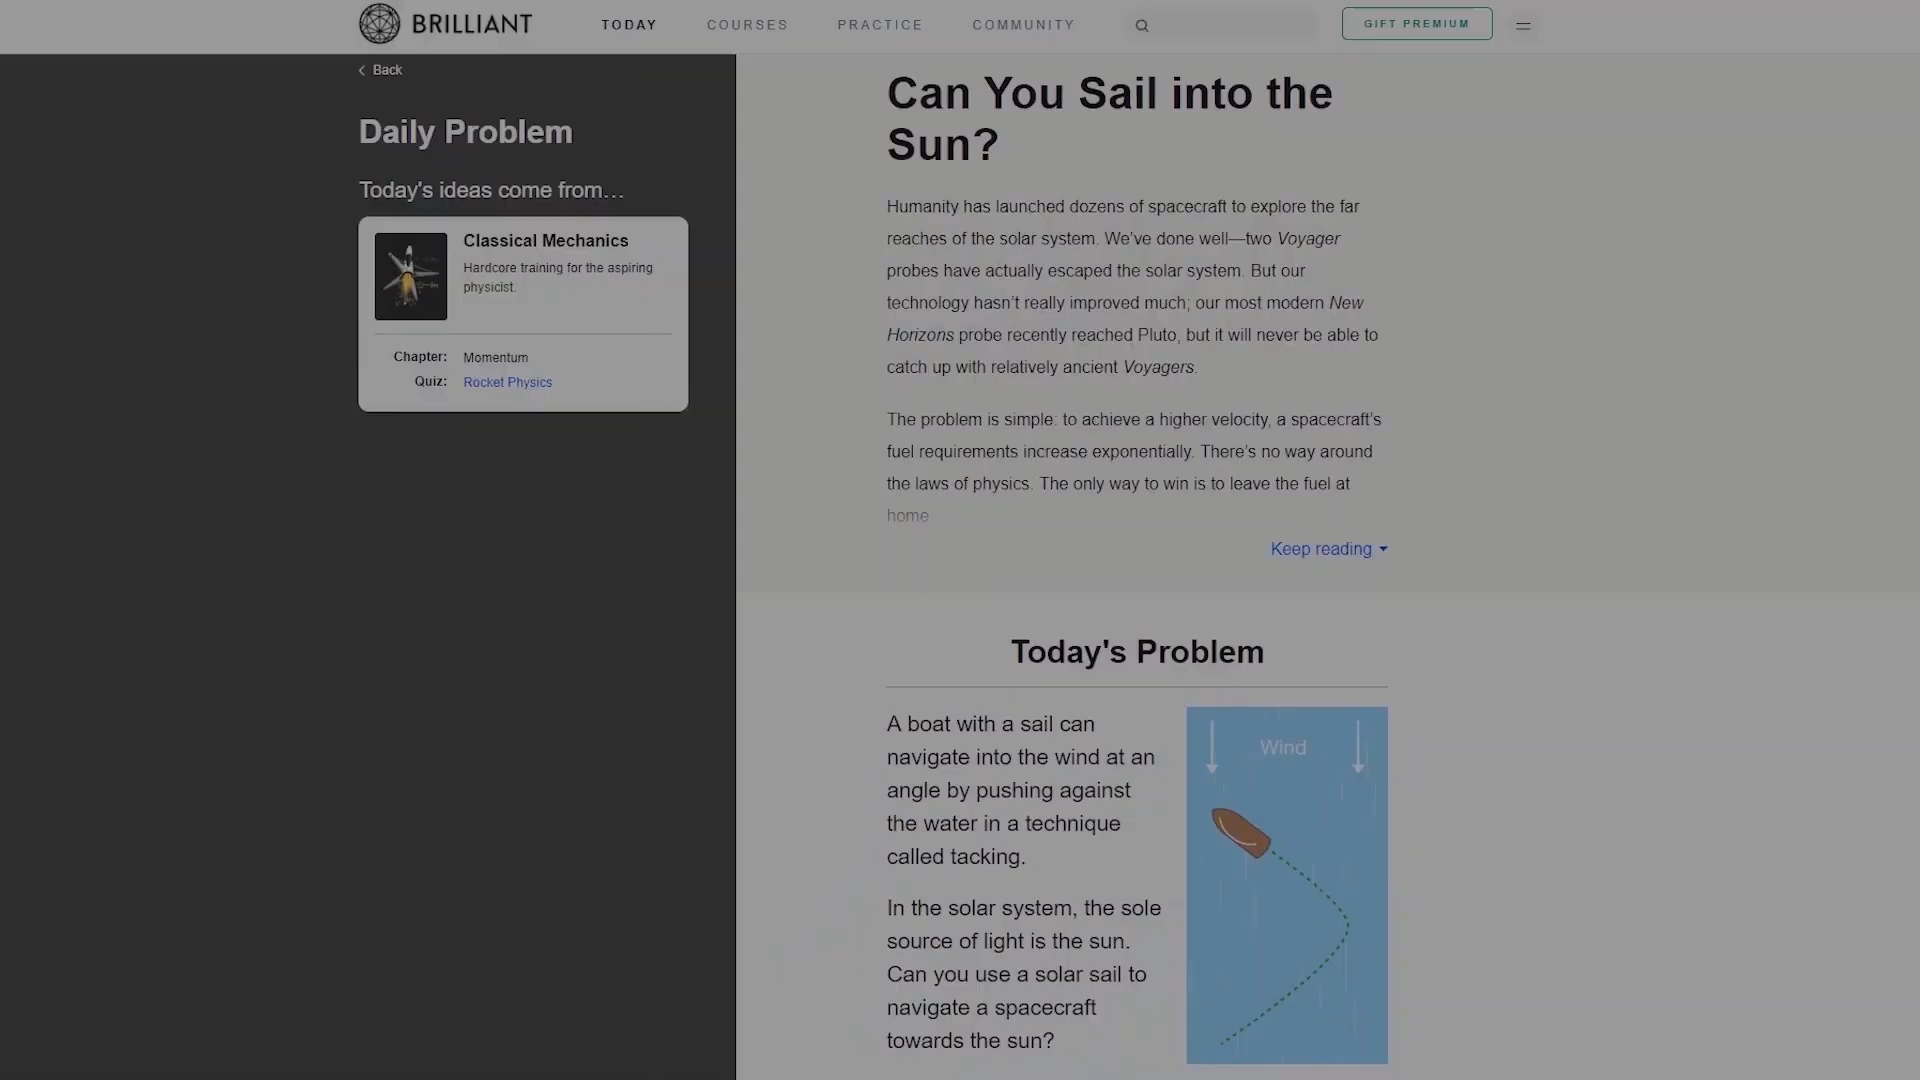 BRILLIANT
TODAY
COURSES
PRACTICE
COMMUNITY
GIFT PREMIUM
Back
Daily Problem
Today's ideas come from…
Classical Mechanics
Hardcore training for the aspiring
physicist.
Chapter: Momentum
Quiz: Rocket Physics
Can You Sail into the
Sun?
Humanity has launched dozens of spacecraft to explore the far
reaches of the solar system. We’ve done well—two Voyager
probes have actually escaped the solar system. But our
technology hasn’t really improved much; our most modern New
Horizons probe recently reached Pluto, but it will never be able to
catch up with relatively ancient Voyagers.
The problem is simple: to achieve a higher velocity, a spacecraft’s
fuel requirements increase exponentially. There’s no way around
the laws of physics. The only way to win is to leave the fuel at
home
Keep reading
Today's Problem
A boat with a sail can
navigate into the wind at an
angle by pushing against
the water in a technique
called tacking.
In the solar system, the sole
source of light is the sun.
Can you use a solar sail to
navigate a spacecraft
towards the sun?
Wind